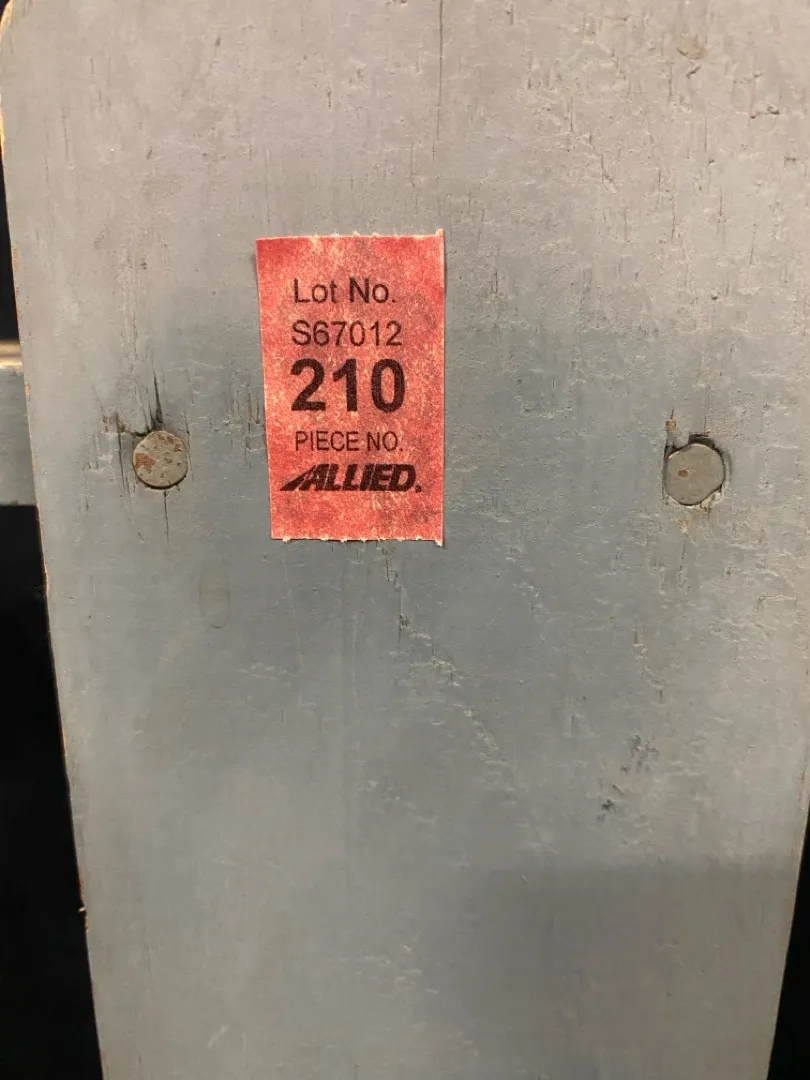 Lot No.
S67012
210
PIECE NO.
ALLIED®